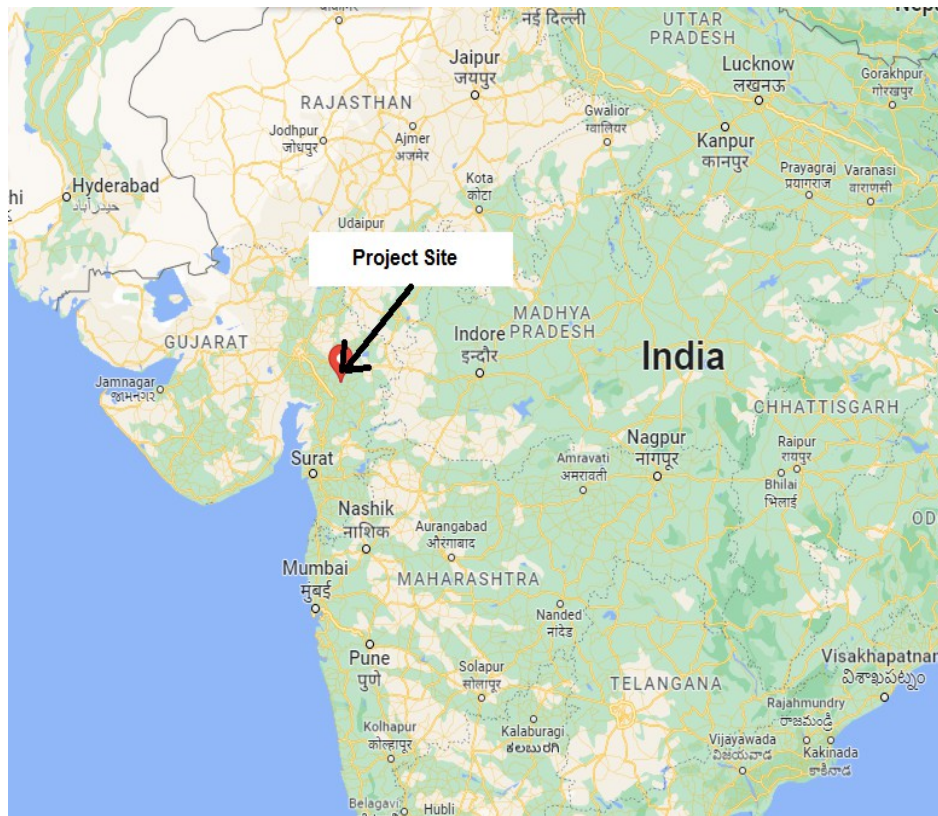 नई दिल्ली
UTTAR
PRADESH
Jaipur
जयपुर
Lucknow
लखनऊ
Gorakhpur
गोरखपुर
RAJASTHAN
Jodhpur
जोधपुर
Ajmer
अजमेर
Gwalior
ग्वालियर
Kanpur
कानपुर
Hyderabad
Kota
कोटा
Prayagraj
प्रयागराज
Varanasi
वाराणसी
Udaipur
Project Site
GUJARAT
MADHYA
PRADESH
Indore
इन्दौर
India
Jamnagar
જામનગર
CHHATTISGARH
Surat
Nagpur
नागपूर
Amravati
अमरावती
Raipur
रायपुर
Bhilai
भिलाई
Nashik
नाशिक
Aurangabad
औरंगाबाद
OD
Mumbai
मुंबई
MAHARASHTRA
Nanded
नांदेड
Pune
पुणे
Solapur
सोलापूर
TELANGANA
Visakhapatnam
విశాఖపట్నం
Rajahmundry
రాజమండ్రి
Kolhapur
कोल्हापूर
Kalaburagi
ಕಲಬುರಗಿ
Vijayawada
విజయవాడ
Kakinada
కాకినాడ
Belagavi
Hubli